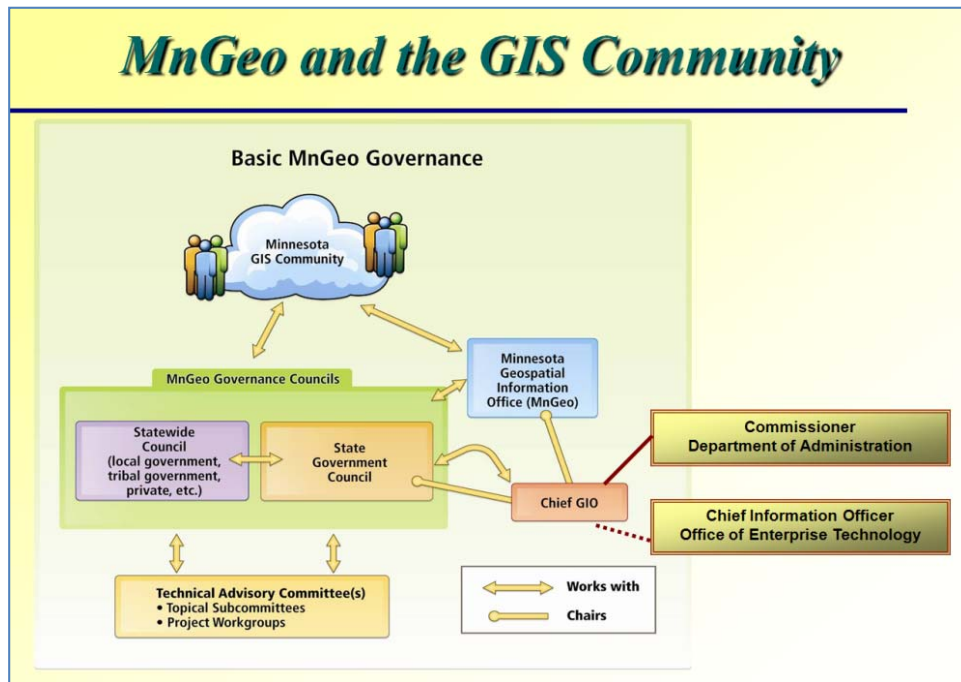 MnGeo and the GIS Community
Basic MnGeo Governance
Minnesota
GIS Community
Minnesota
Geospatial
Information
Office (MnGeo)
MnGeo Governance Councils
Statewide
Council
(local government,
tribal government,
private, etc.)
State
Government
Council
Chief GIO
Commissioner
Department of Administration
Chief Information Officer
Office of Enterprise Technology
Technical Advisory Committee(s)
• Topical Subcommittees
• Project Workgroups
Works with
Chairs